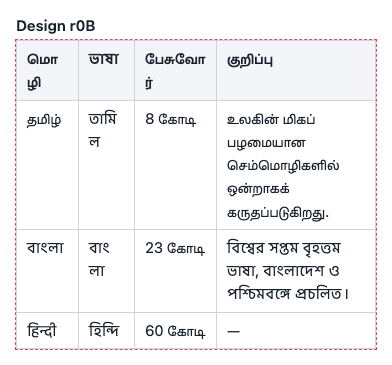 Design r0B
மொ
ழி
ভাষা
பேசுவோ
ர்
குறிப்பு
தமிழ்
তামি
ল
8 கோடி
உலகின் மிகப்
பழமையான
செம்மொழிகளில்
ஒன்றாகக்
கருதப்படுகிறது.
বাংলা
বাং
লা
23 கோடி
বিশ্বের সপ্তম বৃহত্তম
ভাষা, বাংলাদেশ ও
পশ্চিমবঙ্গে প্রচলিত।
हिन्दी
হিন্দি
60 கோடி
—